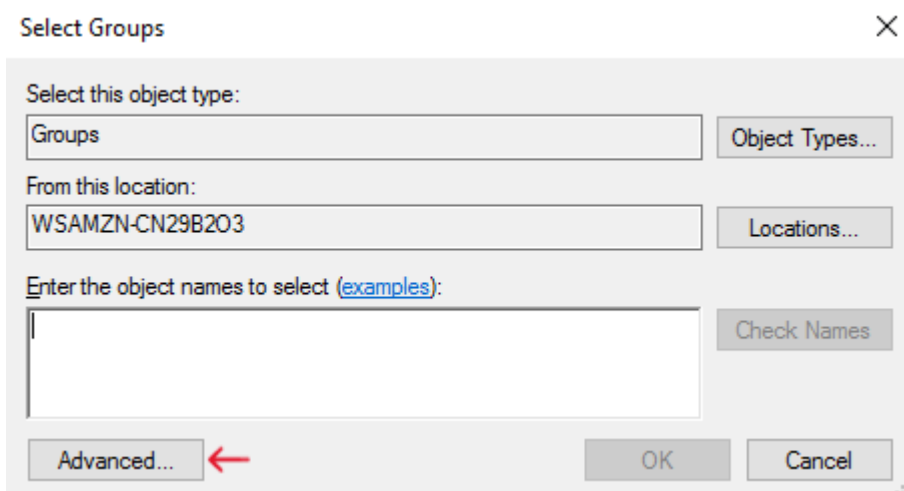 Select Groups
Select this object type:
Groups
Object Types...
From this location:
WSAMZN-CN29B2O3
Locations...
Enter the object names to select (examples):
Check Names
Advanced...
OK
Cancel